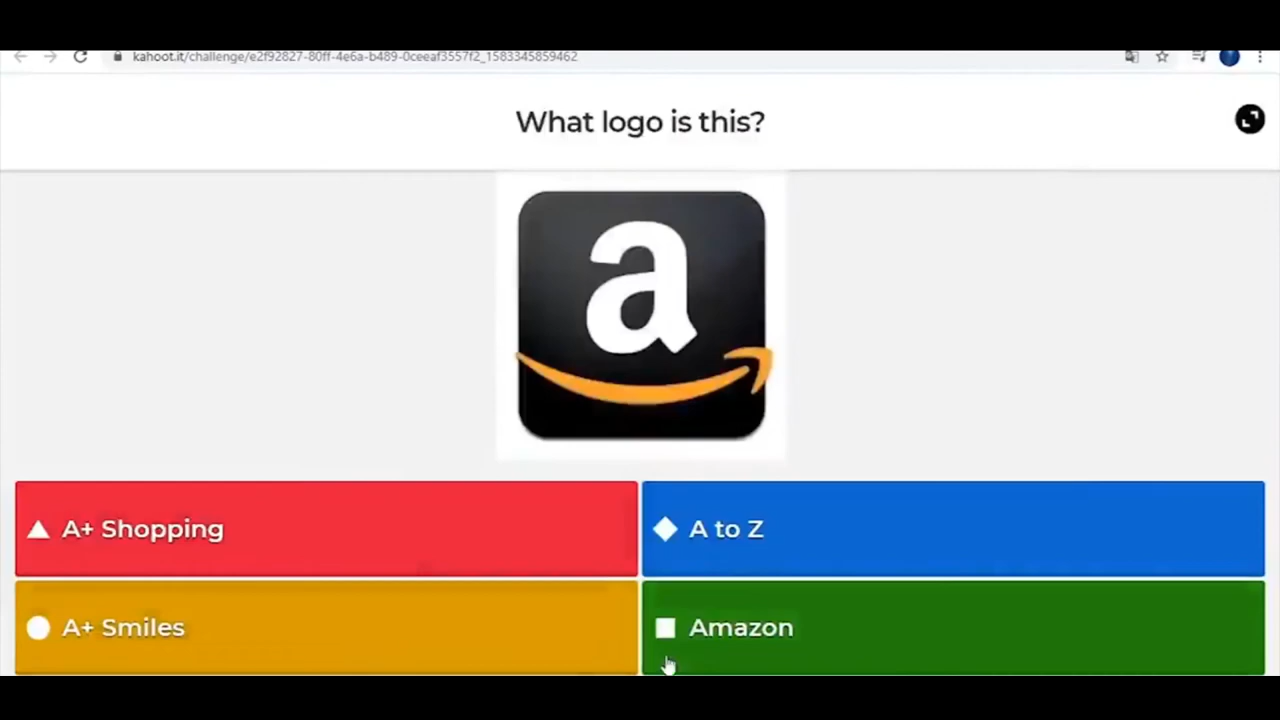 kahoot.it/challenge/e2f92827-80ff-4e6a-b489-0ceeaf3557f2_1583345859462
What logo is this?
a
A+ Shopping
A to Z
A+ Smiles
Amazon